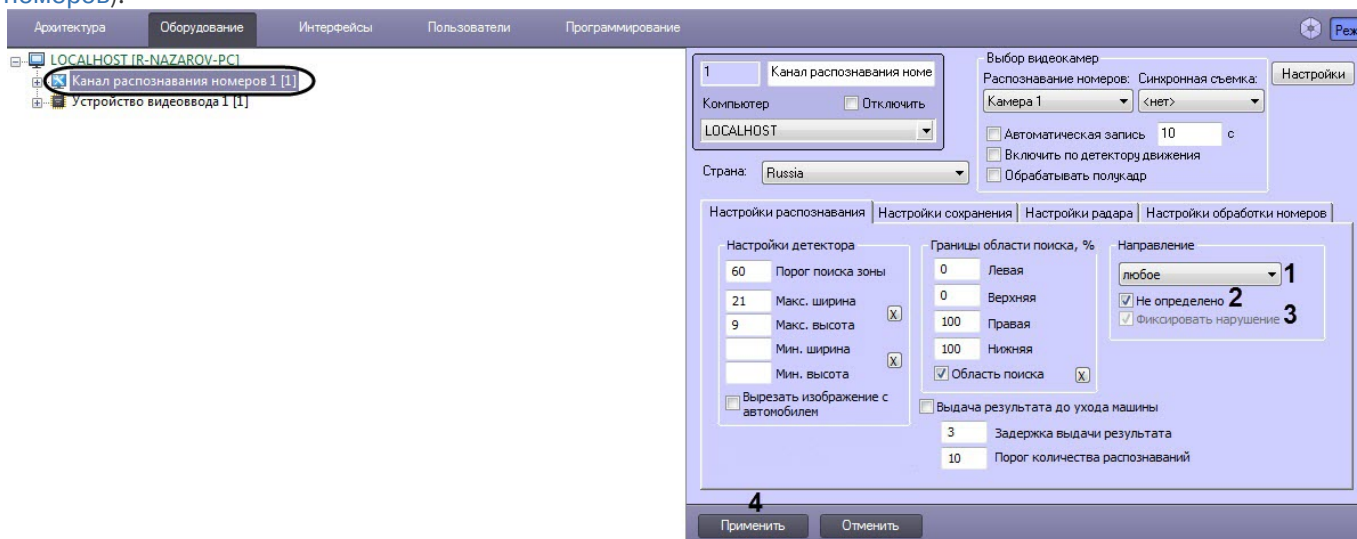 номеров).
Архитектура Оборудование Интерфейсы Пользователи Программирование Реж
LOCALHOST [R-NAZAROV-PC]
Канал распознавания номеров 1 [1]
Устройство видеоввода 1 [1]
1 Канал распознавания номе
Компьютер Отключить
LOCALHOST
Страна: Russia
Выбор видеокамер
Распознавание номеров: Синхронная съемка:
Камера 1 <нет>
Настройки
Автоматическая запись 10 с
Включить по детектору движения
Обрабатывать полукадр
Настройки распознавания Настройки сохранения Настройки радара Настройки обработки номеров
Настройки детектора
60 Порог поиска зоны
21 Макс. ширина
X
9 Макс. высота
Мин. ширина
X
Мин. высота
Вырезать изображение с
автомобилем
Границы области поиска, %
0 Левая
0 Верхняя
100 Правая
100 Нижняя
Область поиска X
Направление
любое 1
Не определено 2
Фиксировать нарушение 3
Выдача результата до ухода машины
3 Задержка выдачи результата
10 Порог количества распознаваний
4
Применить Отменить